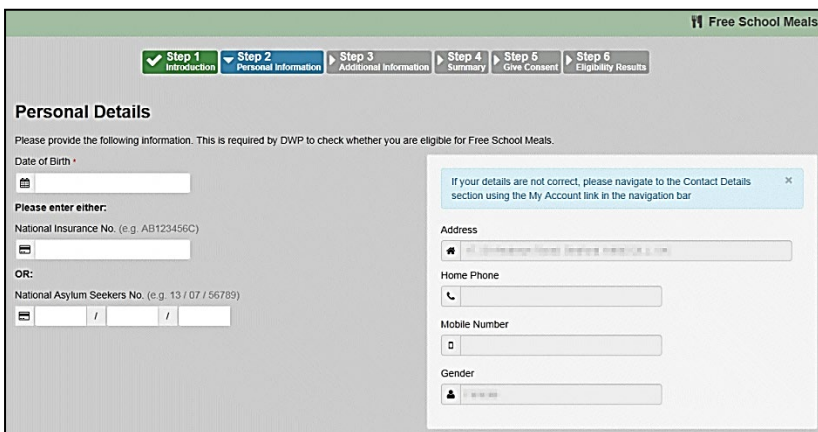 Free School Meals
Step 1
Introduction
Step 2
Personal Information
Step 3
Additional Information
Step 4
Summary
Step 5
Give Consent
Step 6
Eligibility Results
Personal Details
Please provide the following information. This is required by DWP to check whether you are eligible for Free School Meals.
Date of Birth *
Please enter either:
National Insurance No. (e.g. AB123456C)
OR:
National Asylum Seekers No. (e.g. 13 / 07 / 56789)
/ /
If your details are not correct, please navigate to the Contact Details
section using the My Account link in the navigation bar
×
Address
Home Phone
Mobile Number
Gender